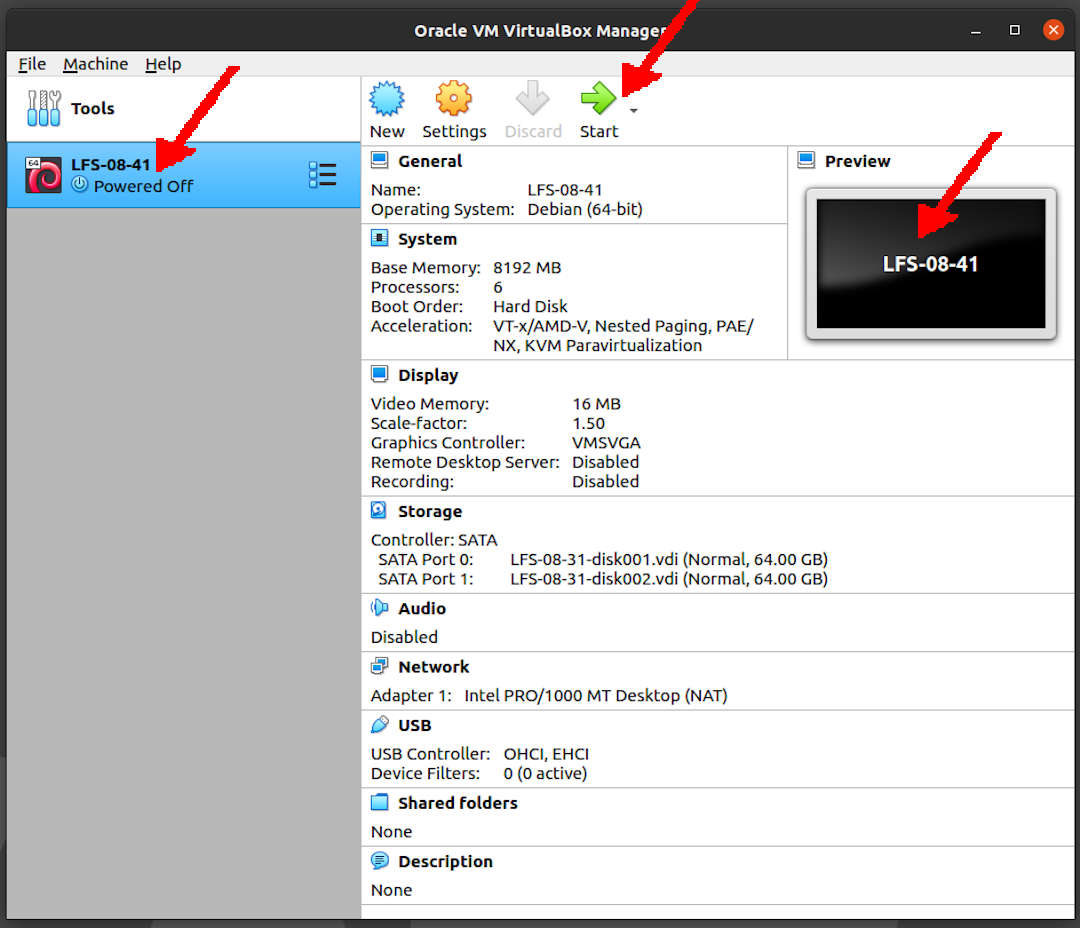 Oracle VM VirtualBox Manager
File Machine Help
Tools
New Settings Discard Start
64
LFS-08-41
Powered Off
General
Name: LFS-08-41
Operating System: Debian (64-bit)
Preview
LFS-08-41
System
Base Memory: 8192 MB
Processors: 6
Boot Order: Hard Disk
Acceleration: VT-x/AMD-V, Nested Paging, PAE/
NX, KVM Paravirtualization
Display
Video Memory: 16 MB
Scale-factor: 1.50
Graphics Controller: VMSVGA
Remote Desktop Server: Disabled
Recording: Disabled
Storage
Controller: SATA
SATA Port 0: LFS-08-31-disk001.vdi (Normal, 64.00 GB)
SATA Port 1: LFS-08-31-disk002.vdi (Normal, 64.00 GB)
Audio
Disabled
Network
Adapter 1: Intel PRO/1000 MT Desktop (NAT)
USB
USB Controller: OHCI, EHCI
Device Filters: 0 (0 active)
Shared folders
None
Description
None